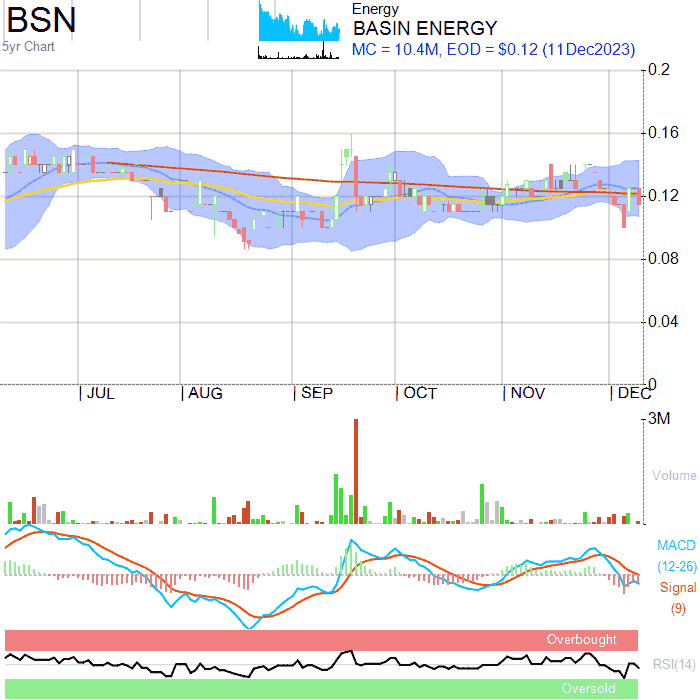 BSN
5yr Chart
Energy
BASIN ENERGY
MC = 10.4M, EOD = $0.12 (11Dec2023)
0.2
0.16
0.12
0.08
0.04
0
JUL AUG SEP OCT NOV DEC
3M
Volume
MACD
(12-26)
Signal
(9)
Overbought
RSI(14)
Oversold